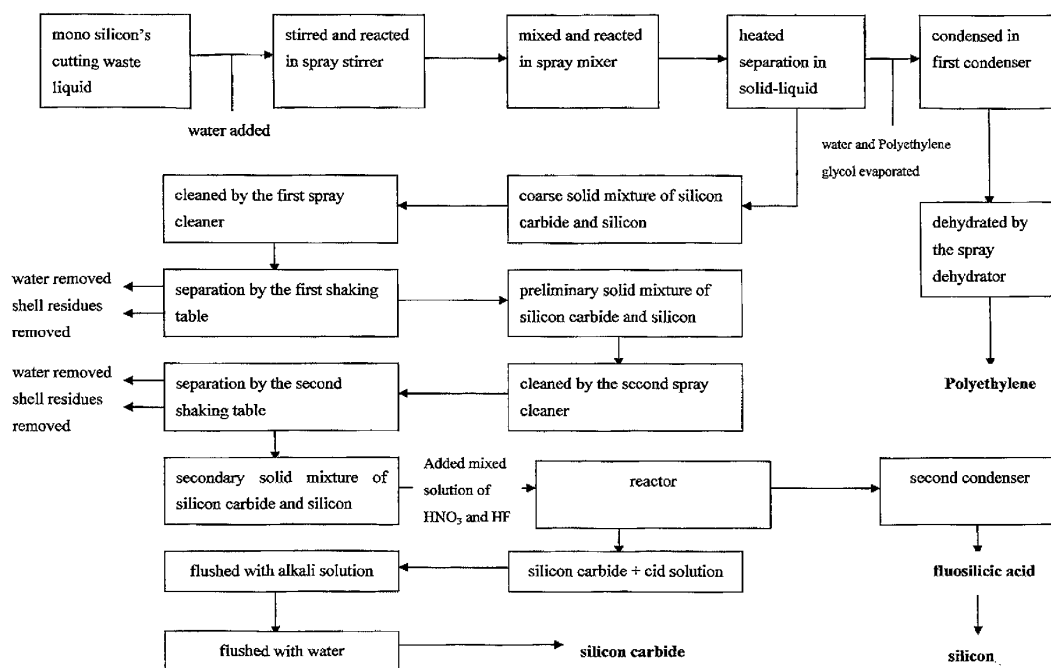 mono silicon's
cutting waste
liquid
stirred and reacted
in spray stirrer
mixed and reacted
in spray mixer
heated
separation in
solid-liquid
condensed in
first condenser
water added
water and Polyethylene
glycol evaporated
cleaned by the first spray
cleaner
coarse solid mixture of silicon
carbide and silicon
dehydrated by
the spray
dehydrator
water removed
shell residues
removed
separation by the first shaking
table
preliminary solid mixture of
silicon carbide and silicon
Polyethylene
water removed
shell residues
removed
separation by the second
shaking table
cleaned by the second spray
cleaner
secondary solid mixture of
silicon carbide and silicon
Added mixed
solution of
HNO3 and HF
reactor
second condenser
flushed with alkali solution
silicon carbide + cid solution
fluosilicic acid
flushed with water
silicon carbide
silicon